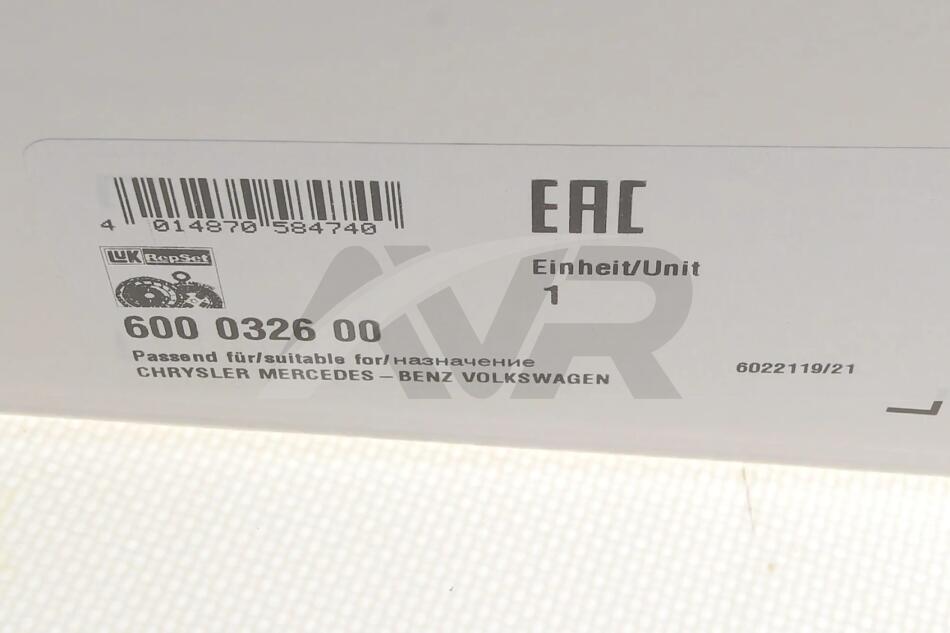 EAC
4 014870 584740
LUK RepSet
Einheit/Unit
1
600 0326 00
Passend für/suitable for/назначение
CHRYSLER MERCEDES – BENZ VOLKSWAGEN
6022119/21
AVR